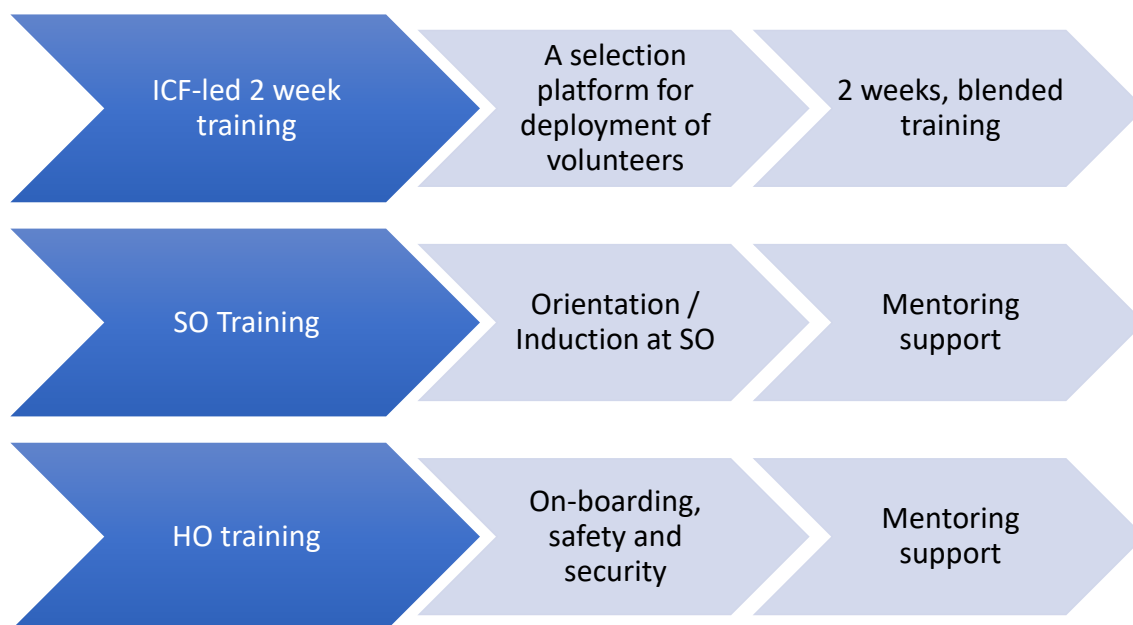 ICF-led 2 week
training
A selection
platform for
deployment of
volunteers
2 weeks, blended
training
SO Training
Orientation /
Induction at SO
Mentoring
support
HO training
On-boarding,
safety and
security
Mentoring
support